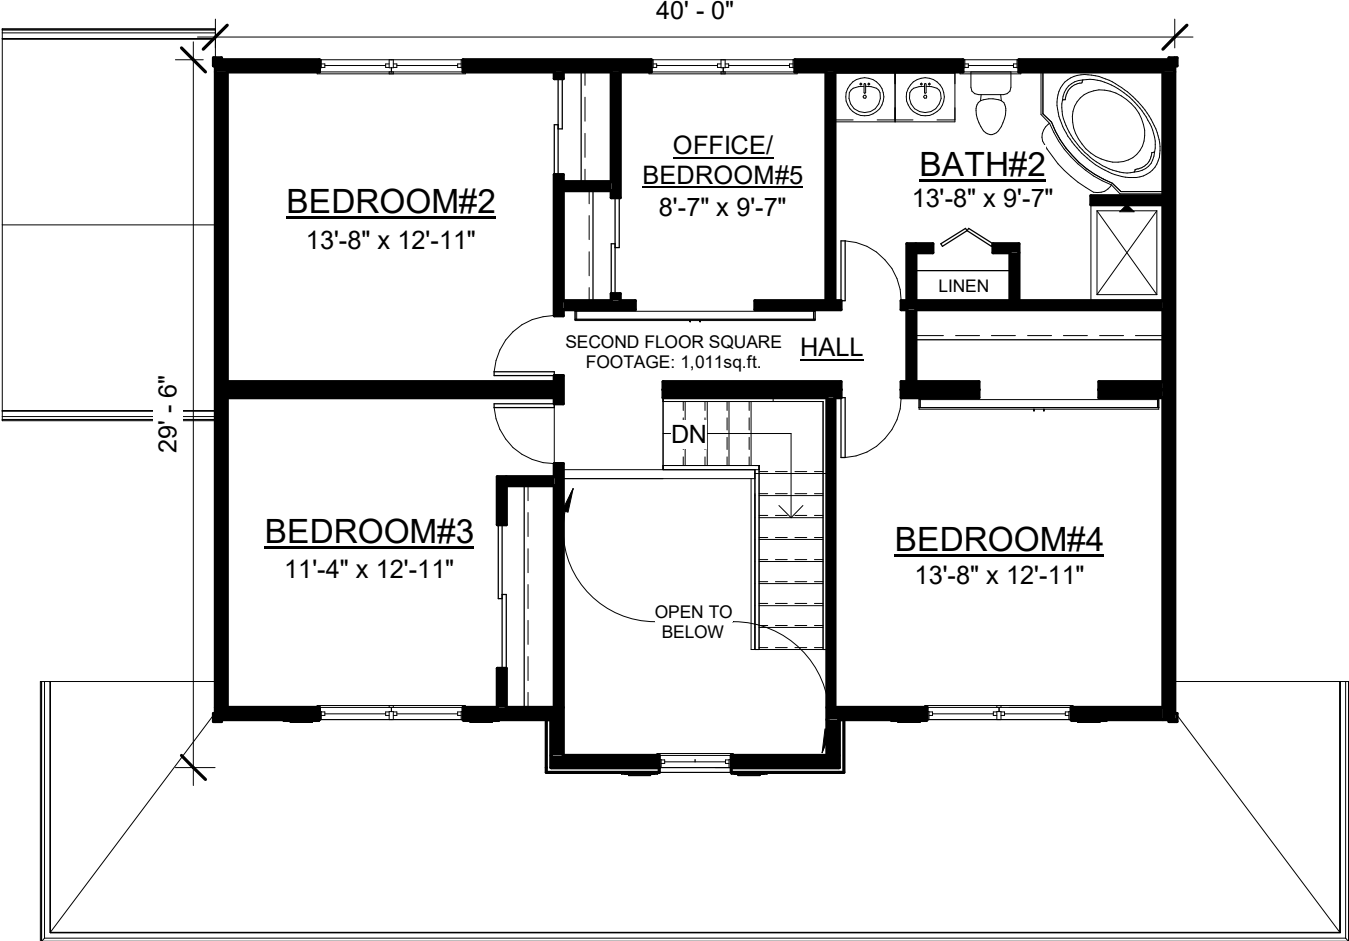 40' - 0"
OFFICE/
BEDROOM#5
8'-7" x 9'-7"
BATH#2
13'-8" x 9'-7"
BEDROOM#2
13'-8" x 12'-11"
LINEN
SECOND FLOOR SQUARE
FOOTAGE: 1,011sq.ft.
HALL
29' - 6"
DN
BEDROOM#3
11'-4" x 12'-11"
BEDROOM#4
13'-8" x 12'-11"
OPEN TO
BELOW